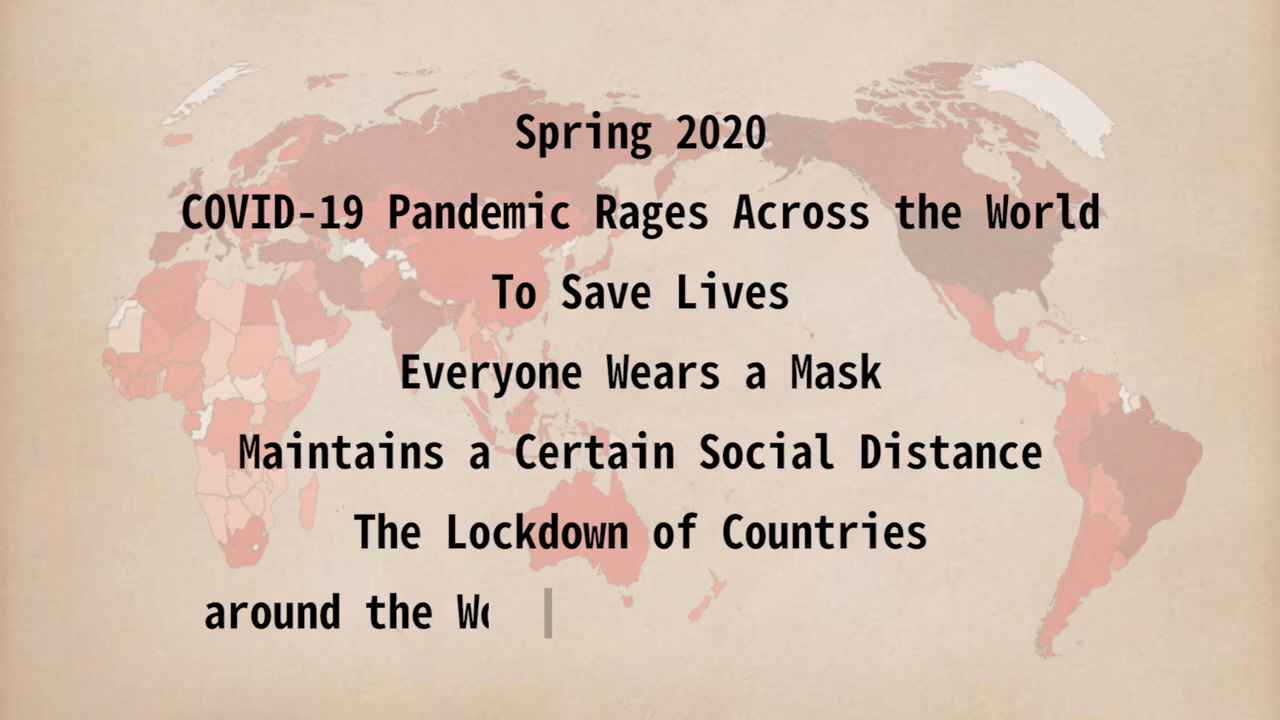 Spring 2020
COVID-19 Pandemic Rages Across the World
To Save Lives
Everyone Wears a Mask
Maintains a Certain Social Distance
The Lockdown of Countries
around the